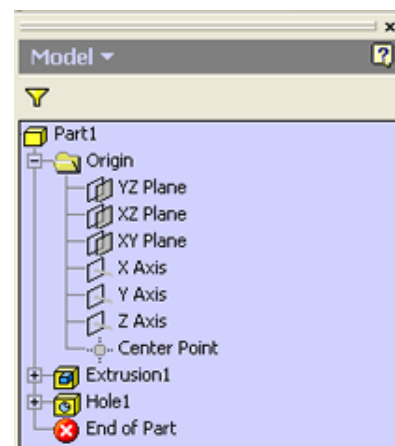 Model
Part1
Origin
YZ Plane
XZ Plane
XY Plane
X Axis
Y Axis
Z Axis
Center Point
Extrusion1
Hole1
End of Part